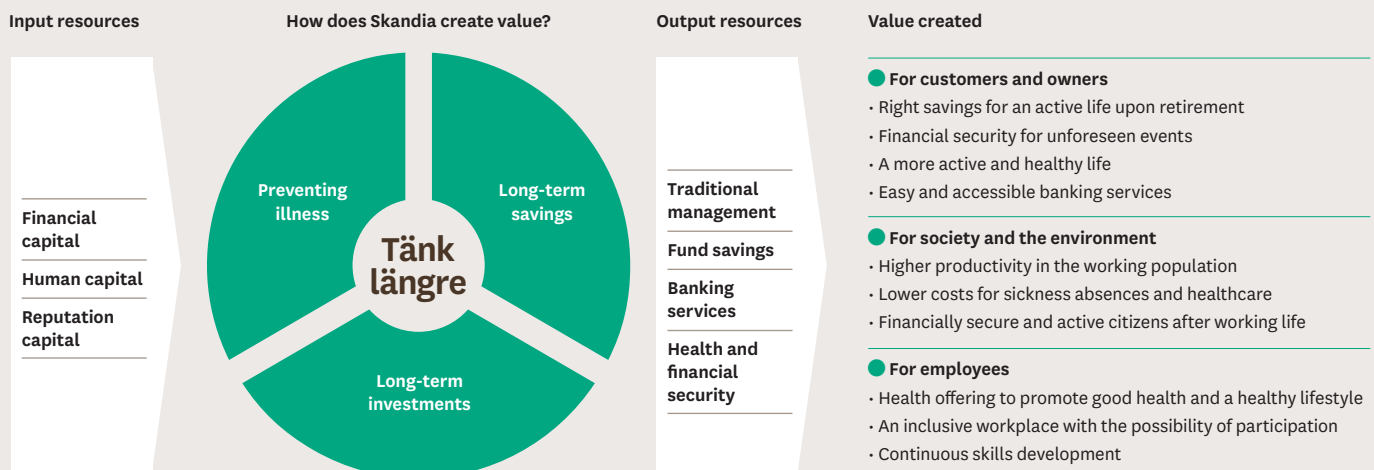 Input resources
Financial
capital
Human capital
Reputation
capital
How does Skandia create value?
Preventing
illness
Long-term
savings
Tänk
längre
Long-term
investments
Output resources
Traditional
management
Fund savings
Banking
services
Health and
financial
security
Value created
For customers and owners
· Right savings for an active life upon retirement
· Financial security for unforeseen events
· A more active and healthy life
· Easy and accessible banking services
For society and the environment
· Higher productivity in the working population
· Lower costs for sickness absences and healthcare
· Financially secure and active citizens after working life
For employees
· Health offering to promote good health and a healthy lifestyle
· An inclusive workplace with the possibility of participation
· Continuous skills development